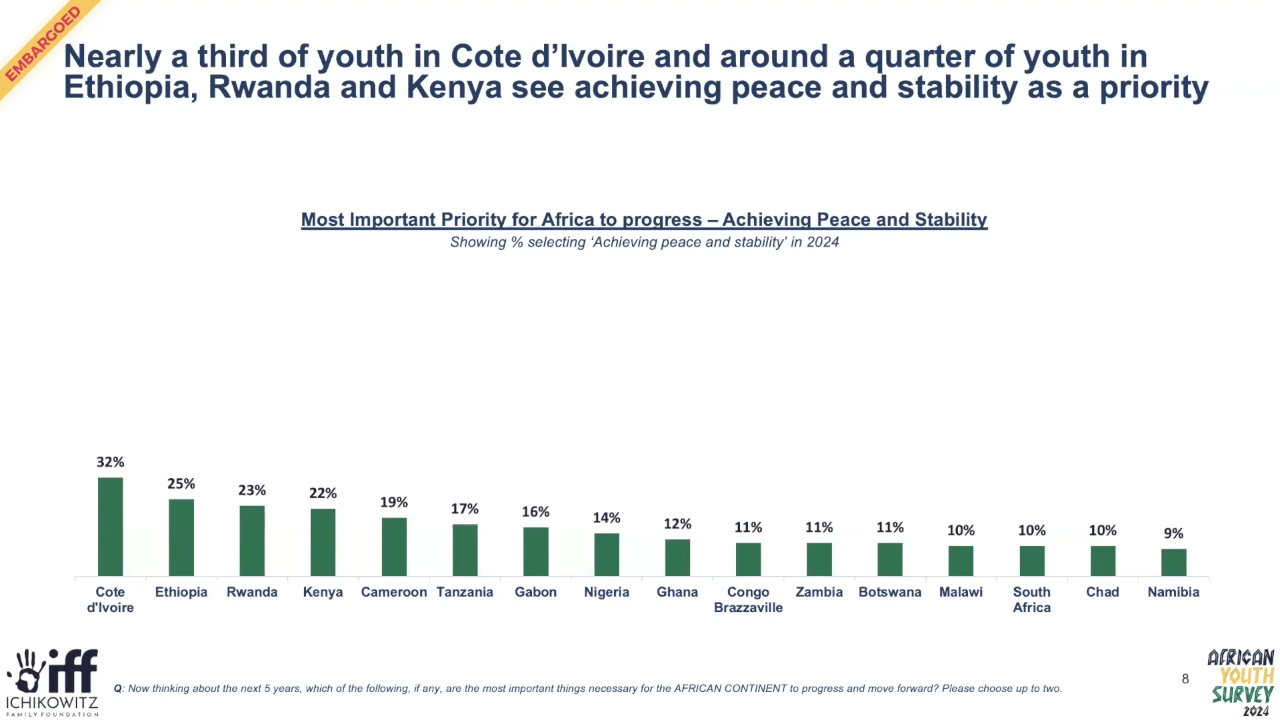 EMBARGOED
Nearly a third of youth in Cote d’Ivoire and around a quarter of youth in
Ethiopia, Rwanda and Kenya see achieving peace and stability as a priority
Most Important Priority for Africa to progress – Achieving Peace and Stability
Showing % selecting ‘Achieving peace and stability’ in 2024
32% 25% 23% 22% 19% 17% 16% 14% 12% 11% 11% 11% 10% 10% 10% 9%
Cote Ethiopia Rwanda Kenya Cameroon Tanzania Gabon Nigeria Ghana Congo Zambia Botswana Malawi South Chad Namibia
d'Ivoire Brazzaville Africa
iff
ICHIKOWITZ
FAMILY FOUNDATION
Q: Now thinking about the next 5 years, which of the following, if any, are the most important things necessary for the AFRICAN CONTINENT to progress and move forward? Please choose up to two.
8
AFRICAN
YOUTH
SURVEY
2024